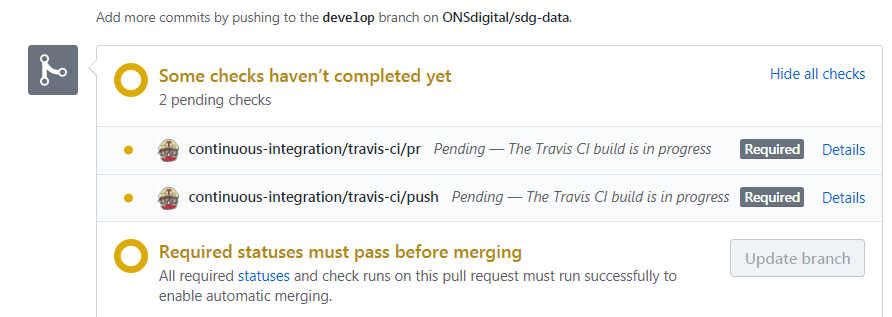 Add more commits by pushing to the develop branch on ONSdigital/sdg-data.
Some checks haven’t completed yet
Hide all checks
2 pending checks
continuous-integration/travis-ci/pr Pending — The Travis CI build is in progress Required Details
continuous-integration/travis-ci/push Pending — The Travis CI build is in progress Required Details
Required statuses must pass before merging
Update branch
All required statuses and check runs on this pull request must run successfully to
enable automatic merging.